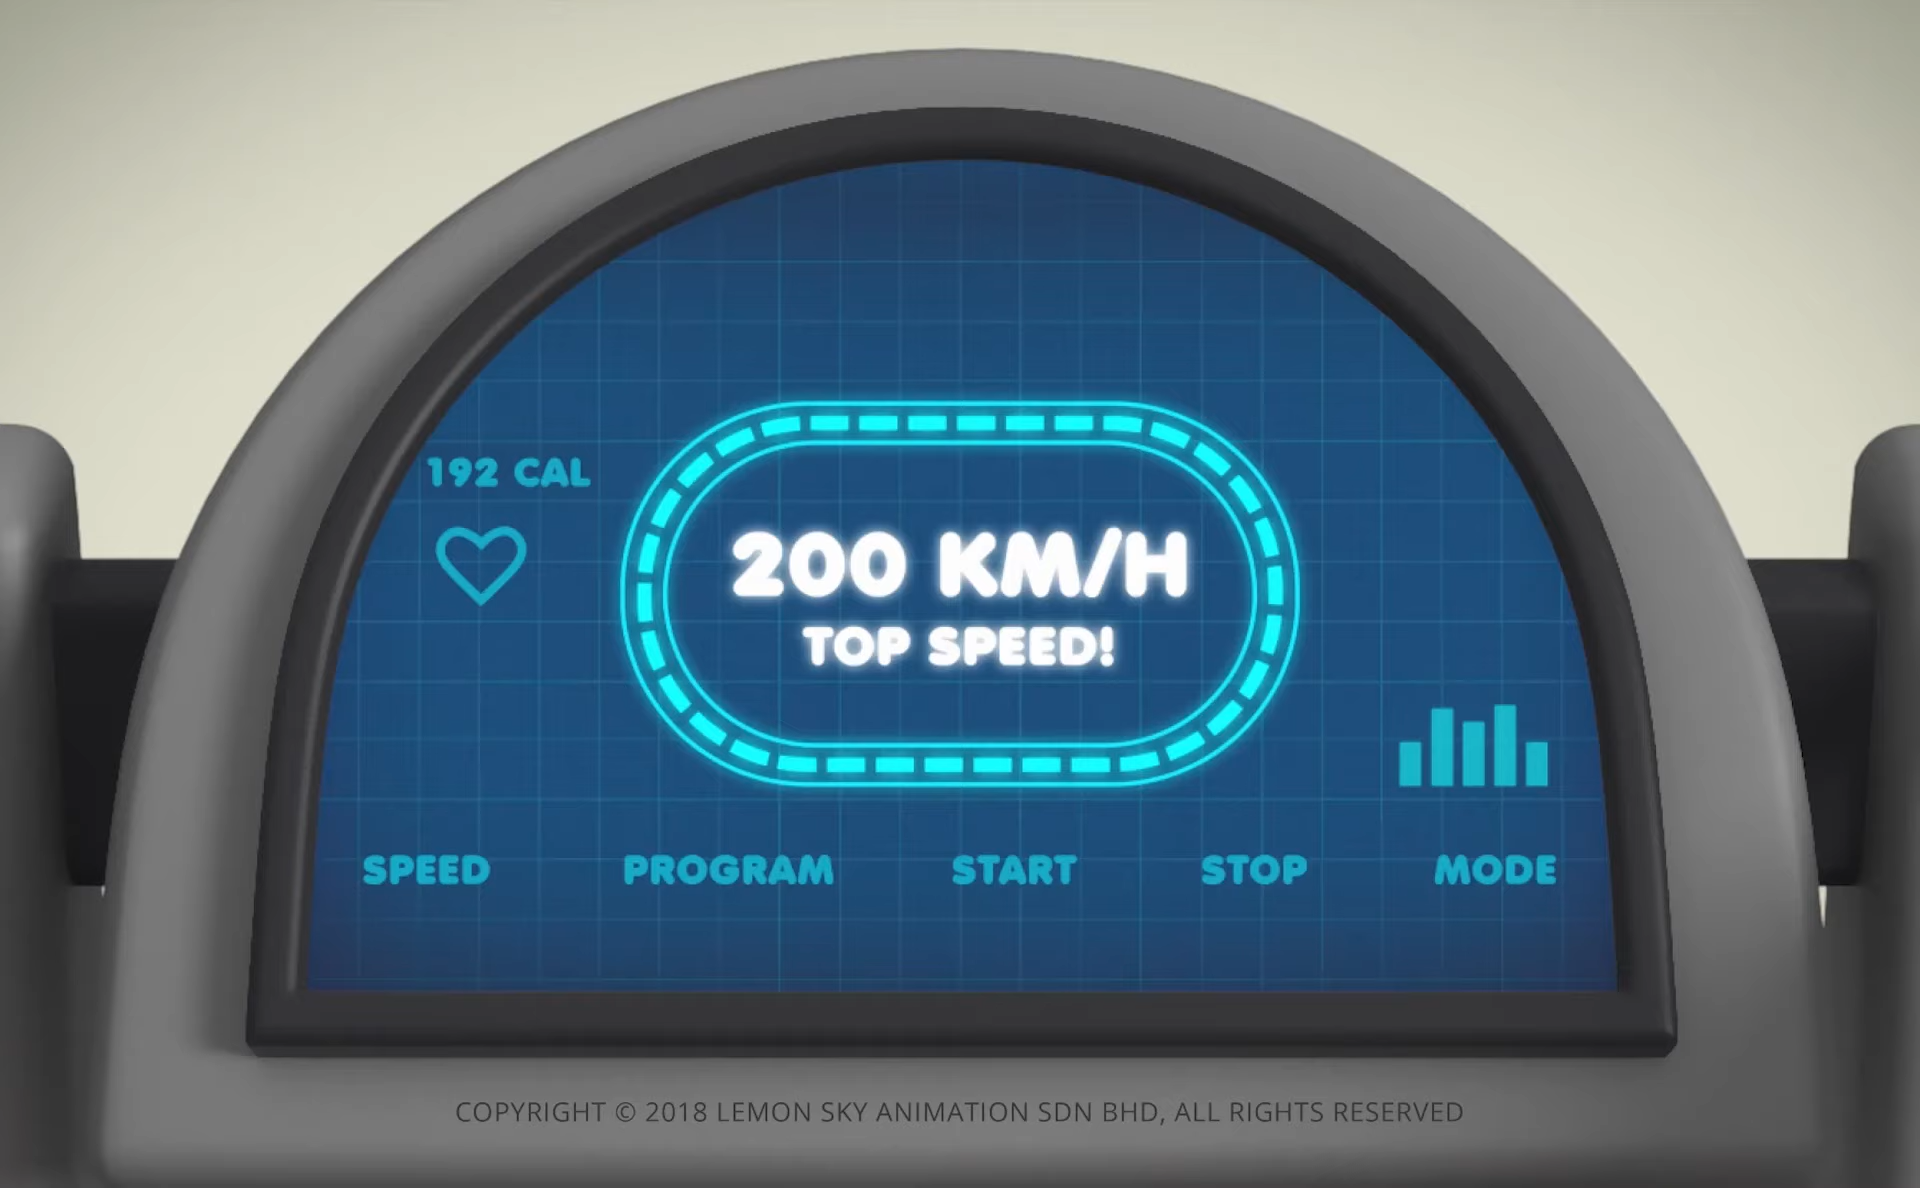 192 CAL
200 KM/H
TOP SPEED!
SPEED PROGRAM START STOP MODE
COPYRIGHT © 2018 LEMON SKY ANIMATION SDN BHD, ALL RIGHTS RESERVED